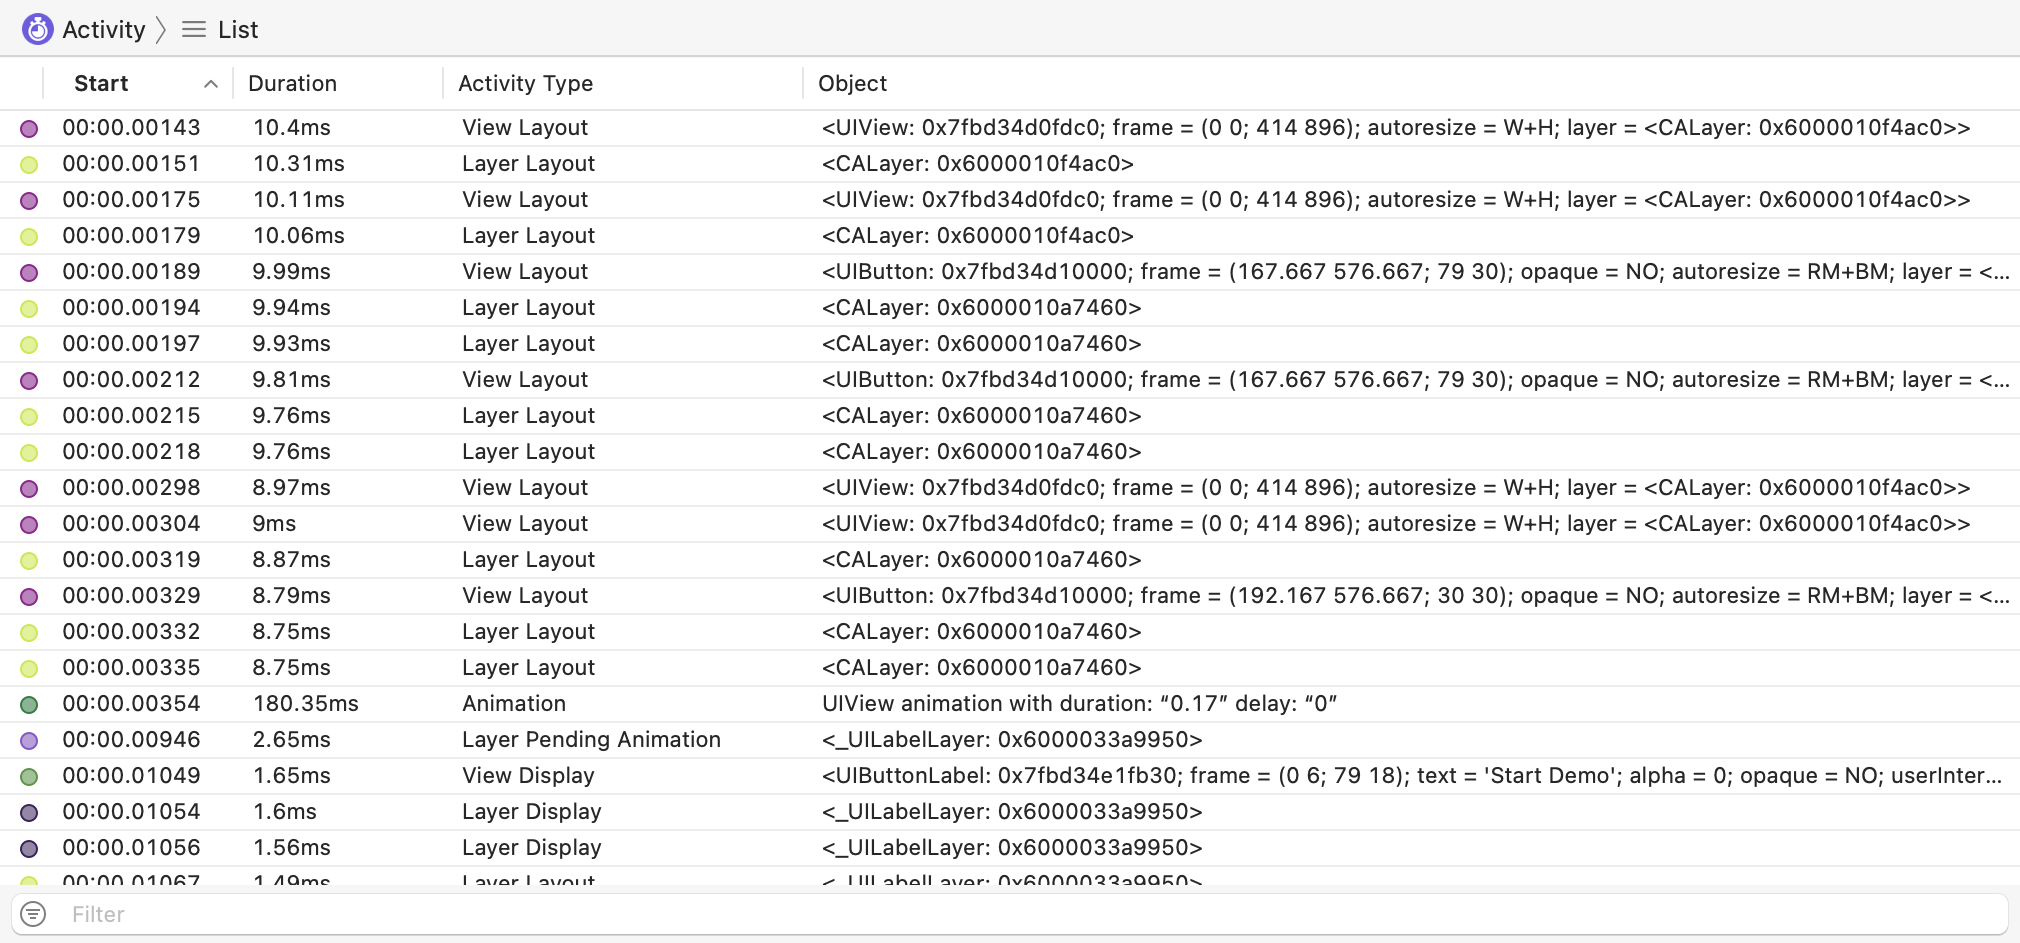 Activity List
Start Duration Activity Type Object
00:00.00143 10.4ms View Layout <UIView: 0x7fbd34d0fdc0; frame = (0 0; 414 896); autoresize = W+H; layer = <CALayer: 0x6000010f4ac0>>
00:00.00151 10.31ms Layer Layout <CALayer: 0x6000010f4ac0>
00:00.00175 10.11ms View Layout <UIView: 0x7fbd34d0fdc0; frame = (0 0; 414 896); autoresize = W+H; layer = <CALayer: 0x6000010f4ac0>>
00:00.00179 10.06ms Layer Layout <CALayer: 0x6000010f4ac0>
00:00.00189 9.99ms View Layout <UIButton: 0x7fbd34d10000; frame = (167.667 576.667; 79 30); opaque = NO; autoresize = RM+BM; layer = <...
00:00.00194 9.94ms Layer Layout <CALayer: 0x6000010a7460>
00:00.00197 9.93ms Layer Layout <CALayer: 0x6000010a7460>
00:00.00212 9.81ms View Layout <UIButton: 0x7fbd34d10000; frame = (167.667 576.667; 79 30); opaque = NO; autoresize = RM+BM; layer = <...
00:00.00215 9.76ms Layer Layout <CALayer: 0x6000010a7460>
00:00.00218 9.76ms Layer Layout <CALayer: 0x6000010a7460>
00:00.00298 8.97ms View Layout <UIView: 0x7fbd34d0fdc0; frame = (0 0; 414 896); autoresize = W+H; layer = <CALayer: 0x6000010f4ac0>>
00:00.00304 9ms View Layout <UIView: 0x7fbd34d0fdc0; frame = (0 0; 414 896); autoresize = W+H; layer = <CALayer: 0x6000010f4ac0>>
00:00.00319 8.87ms Layer Layout <CALayer: 0x6000010a7460>
00:00.00329 8.79ms View Layout <UIButton: 0x7fbd34d10000; frame = (192.167 576.667; 30 30); opaque = NO; autoresize = RM+BM; layer = <...
00:00.00332 8.75ms Layer Layout <CALayer: 0x6000010a7460>
00:00.00335 8.75ms Layer Layout <CALayer: 0x6000010a7460>
00:00.00354 180.35ms Animation UIView animation with duration: “0.17” delay: “0”
00:00.00946 2.65ms Layer Pending Animation <_UILabelLayer: 0x6000033a9950>
00:00.01049 1.65ms View Display <UIButtonLabel: 0x7fbd34e1fb30; frame = (0 6; 79 18); text = 'Start Demo'; alpha = 0; opaque = NO; userInter...
00:00.01054 1.6ms Layer Display <_UILabelLayer: 0x6000033a9950>
00:00.01056 1.56ms Layer Display <_UILabelLayer: 0x6000033a9950>
00:00.01067 1.49ms Layer Layout <_UILabelLayer: 0x6000033a9950>
Filter